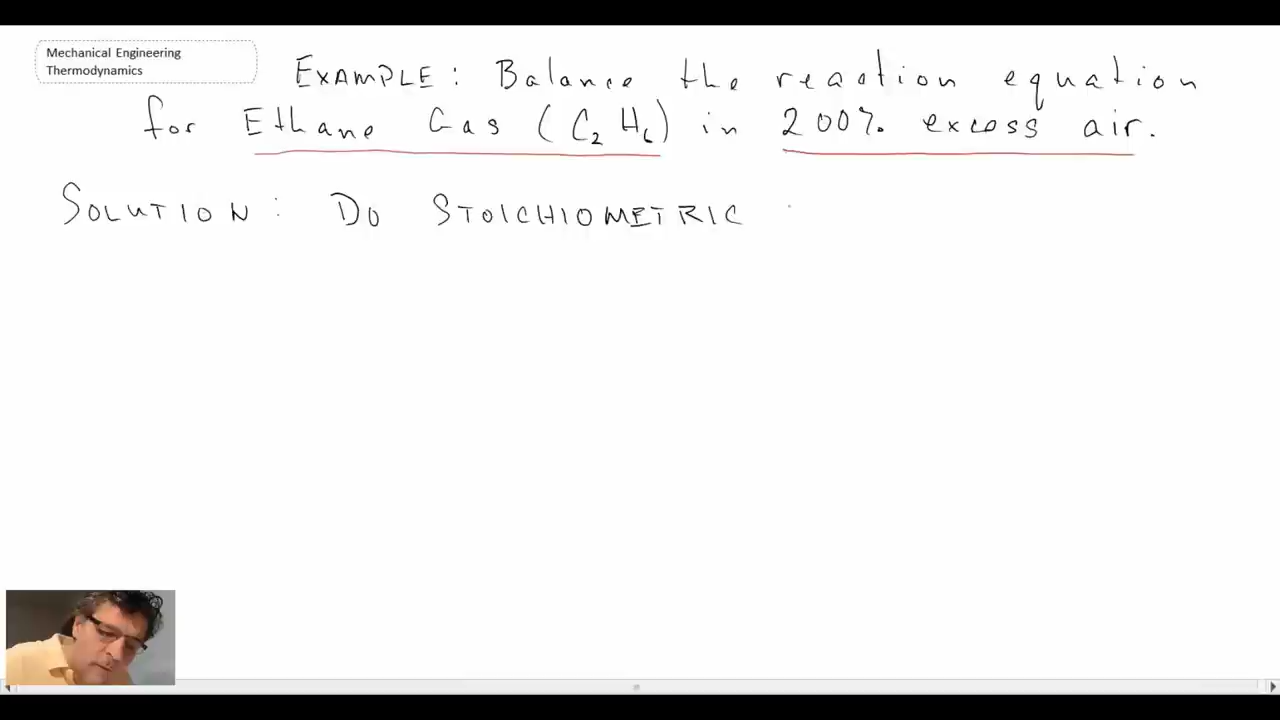 Mechanical Engineering
Thermodynamics
EXAMPLE: Balance the reaction equation
for Ethane Gas (C₂H₆) in 200% excess air.
SOLUTION: DO STOICHIOMETRIC